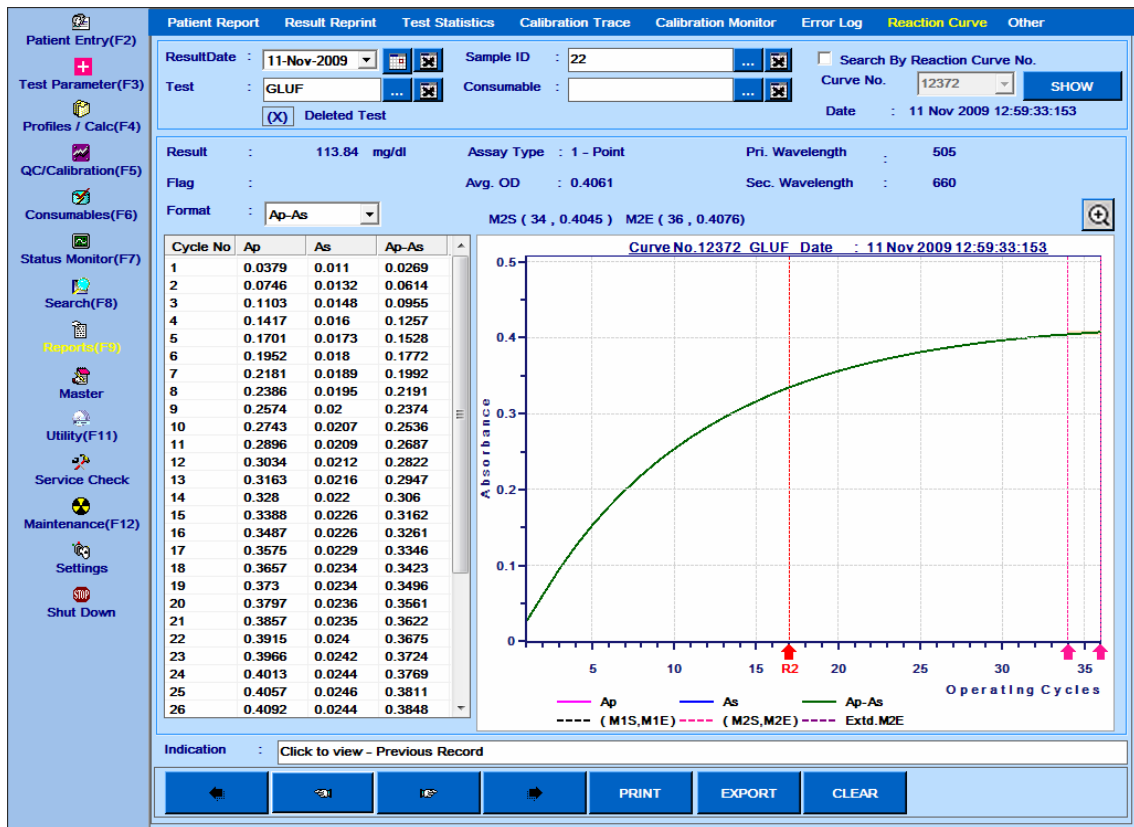 Patient Report Result Reprint Test Statistics Calibration Trace Calibration Monitor Error Log Reaction Curve Other
Patient Entry(F2)
Test Parameter(F3)
Profiles / Calc(F4)
QC/Calibration(F5)
Consumables(F6)
Status Monitor(F7)
Search(F8)
Reports(F9)
Master
Utility(F11)
Service Check
Maintenance(F12)
Settings
STOP
Shut Down
ResultDate : 11-Nov-2009 Sample ID : 22 ... Search By Reaction Curve No.
Test : GLUF ... Consumable : ... Curve No. 12372 SHOW
(X) Deleted Test Date : 11 Nov 2009 12:59:33:153
Result : 113.84 mg/dl Assay Type : 1 - Point Pri. Wavelength : 505
Flag : Avg. OD : 0.4061 Sec. Wavelength : 660
Format : Ap-As M2S ( 34 , 0.4045 ) M2E ( 36 , 0.4076)
Cycle No Ap As Ap-As
1 0.0379 0.011 0.0269
2 0.0746 0.0132 0.0614
3 0.1103 0.0148 0.0955
4 0.1417 0.016 0.1257
5 0.1701 0.0173 0.1528
6 0.1952 0.018 0.1772
7 0.2181 0.0189 0.1992
8 0.2386 0.0195 0.2191
9 0.2574 0.02 0.2374
10 0.2743 0.0207 0.2536
11 0.2896 0.0209 0.2687
12 0.3034 0.0212 0.2822
13 0.3163 0.0216 0.2947
14 0.328 0.022 0.306
15 0.3388 0.0226 0.3162
16 0.3487 0.0226 0.3261
17 0.3575 0.0229 0.3346
18 0.3657 0.0234 0.3423
19 0.373 0.0234 0.3496
20 0.3797 0.0236 0.3561
21 0.3857 0.0235 0.3622
22 0.3915 0.024 0.3675
23 0.3966 0.0242 0.3724
24 0.4013 0.0244 0.3769
25 0.4057 0.0246 0.3811
26 0.4092 0.0244 0.3848
Curve No.12372 GLUF Date : 11 Nov 2009 12:59:33:153
0.5
0.4
0.3
0.2
0.1
0
Absorbance
5 10 15 R2 20 25 30 35
Operating Cycles
Ap As Ap-As
( M1S,M1E ) ( M2S,M2E ) Extd.M2E
Indication : Click to view - Previous Record
PRINT EXPORT CLEAR